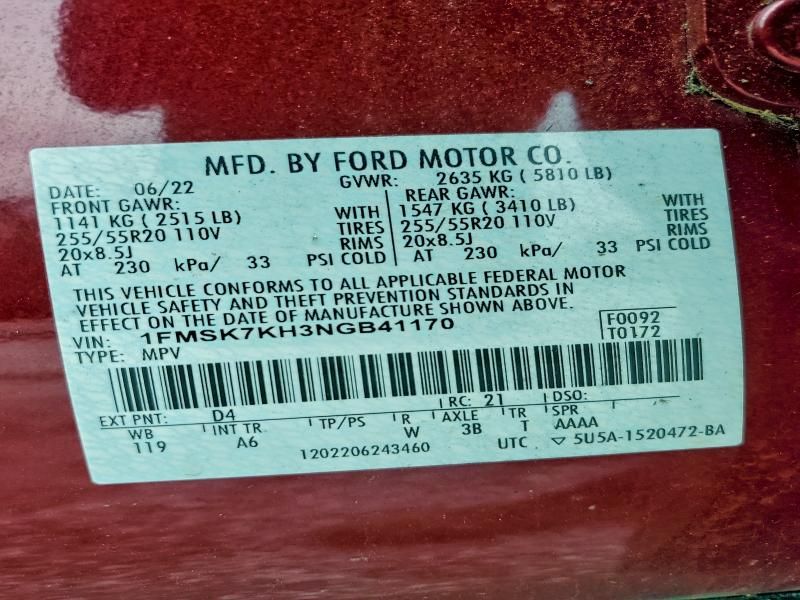 MFD. BY FORD MOTOR CO.
DATE: 06/22 GVWR: 2635 KG ( 5810 LB)
FRONT GAWR: REAR GAWR:
1141 KG ( 2515 LB) WITH 1547 KG ( 3410 LB) WITH
255/55R20 110V TIRES 255/55R20 110V TIRES
20x8.5J RIMS 20x8.5J RIMS
AT 230 kPa/ 33 PSI COLD AT 230 kPa/ 33 PSI COLD
THIS VEHICLE CONFORMS TO ALL APPLICABLE FEDERAL MOTOR
VEHICLE SAFETY AND THEFT PREVENTION STANDARDS IN
EFFECT ON THE DATE OF MANUFACTURE SHOWN ABOVE.
VIN: 1FMSK7KH3NGB41170 F0092
TYPE: MPV T0172
EXT PNT: D4 RC: 21 DSO:
WB INT TR TP/PS R AXLE TR SPR
119 A6 W 3B T AAAA
1202206243460 UTC 5U5A-1520472-BA